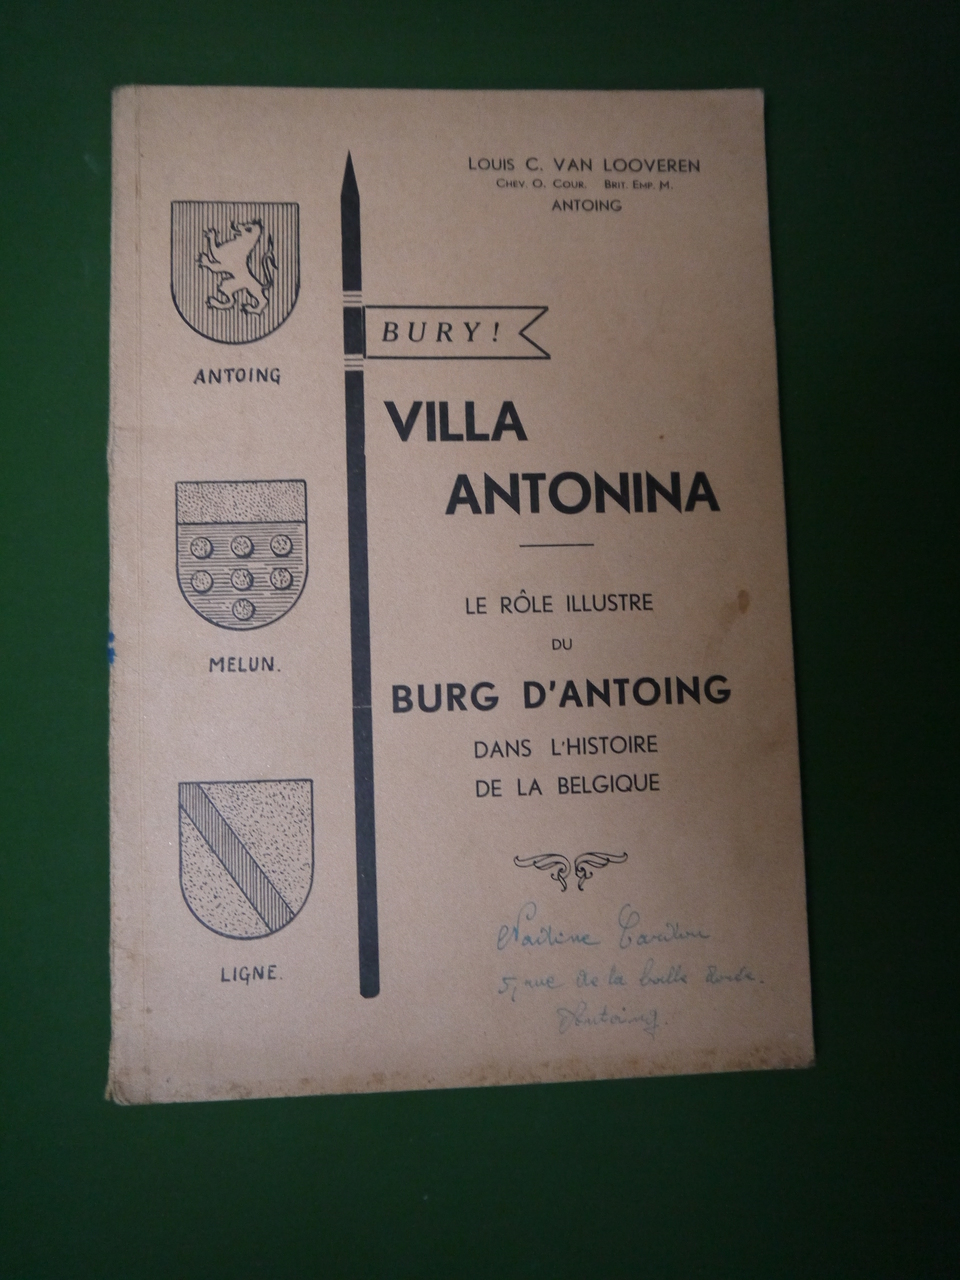 LOUIS C. VAN LOOVEREN
CHEV. O. COUR. BRIT. EMP. M.
ANTOING
BURY!
VILLA
ANTONINA
LE RÔLE ILLUSTRE
DU
BURG D'ANTOING
DANS L'HISTOIRE
DE LA BELGIQUE
ANTOING
MELUN.
LIGNE.
5, rue de la
Antoing.